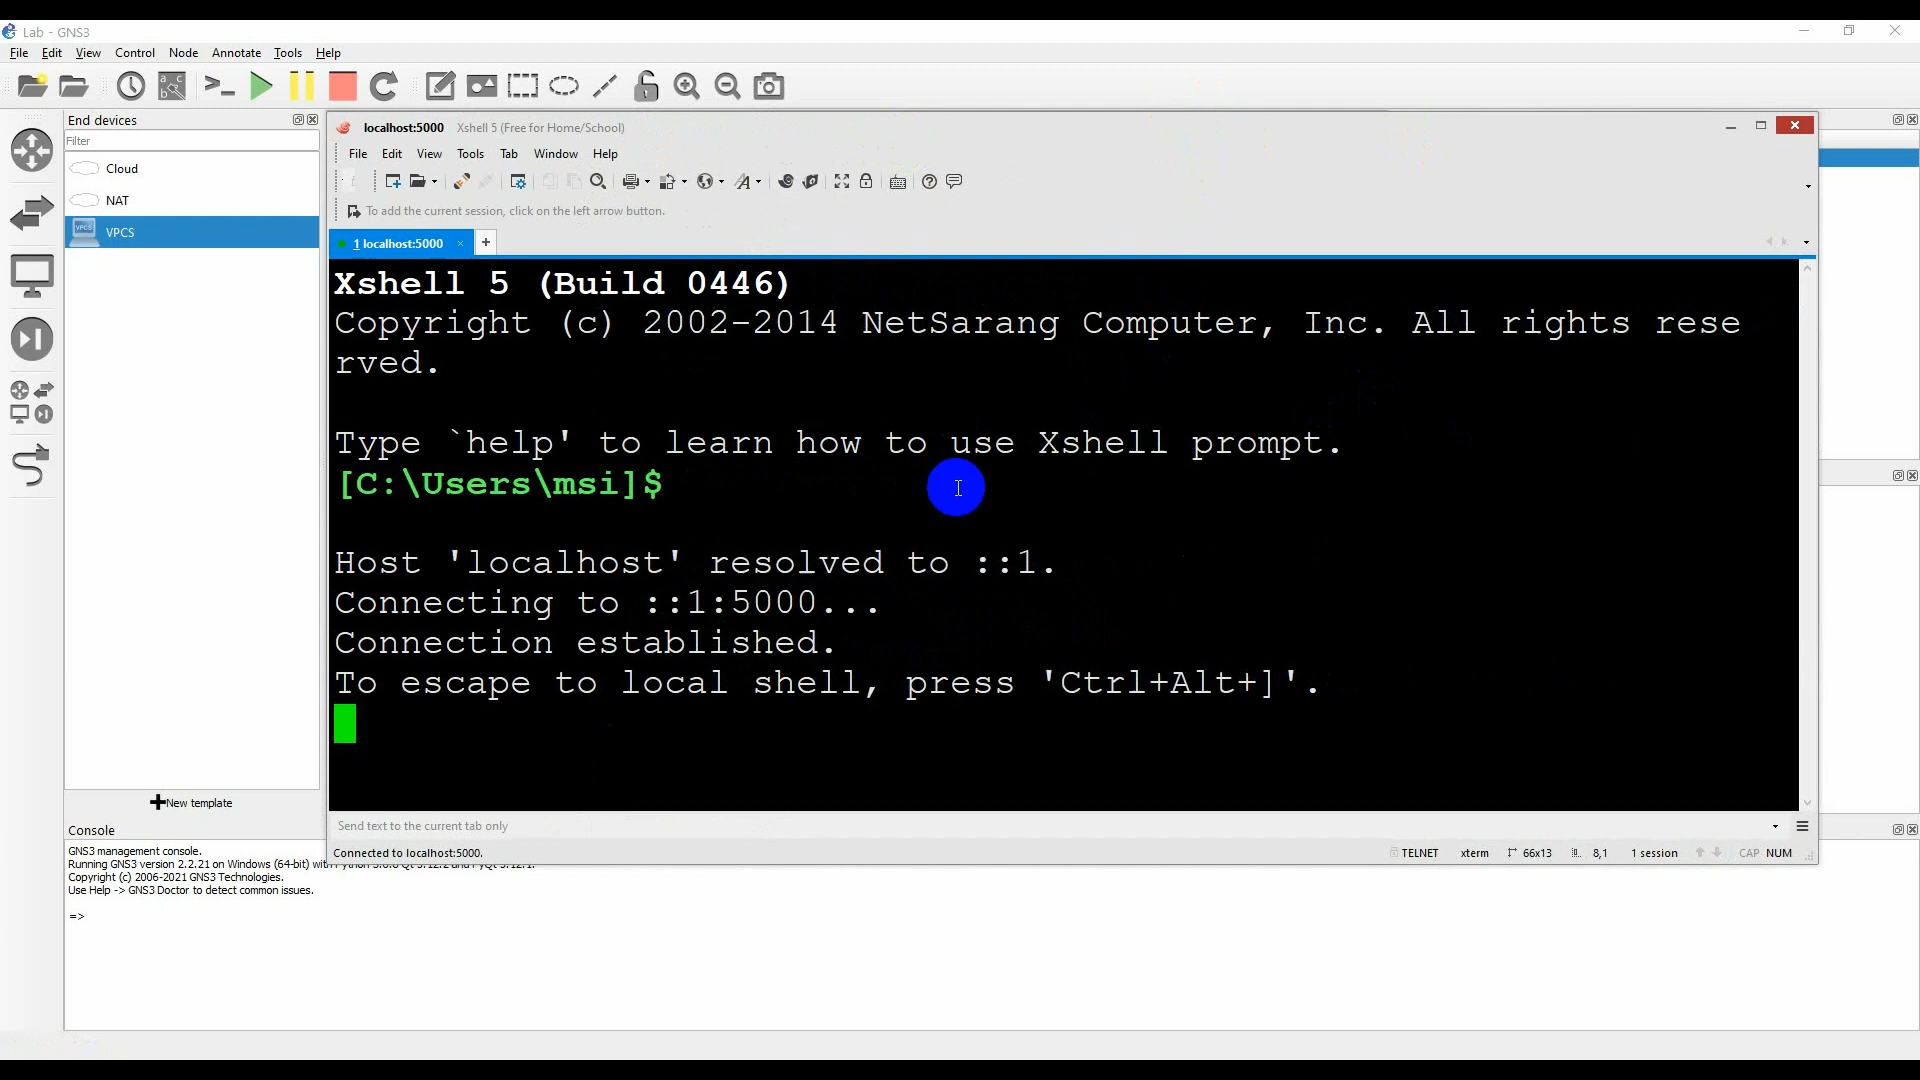 Lab - GNS3
File Edit View Control Node Annotate Tools Help
End devices
Filter
Cloud
NAT
VPCS
VPCS
New template
localhost:5000 Xshell 5 (Free for Home/School)
File Edit View Tools Tab Window Help
To add the current session, click on the left arrow button.
1 localhost:5000
Xshell 5 (Build 0446)
Copyright (c) 2002-2014 NetSarang Computer, Inc. All rights rese
rved.
Type `help' to learn how to use Xshell prompt.
[C:\Users\msi]$
Host 'localhost' resolved to ::1.
Connecting to ::1:5000...
Connection established.
To escape to local shell, press 'Ctrl+Alt+]'.
Send text to the current tab only
Connected to localhost:5000. TELNET xterm 66x13 8,1 1 session CAP NUM
Console
GNS3 management console.
Running GNS3 version 2.2.21 on Windows (64-bit)
Copyright (c) 2006-2021 GNS3 Technologies.
Use Help -> GNS3 Doctor to detect common issues.
=>